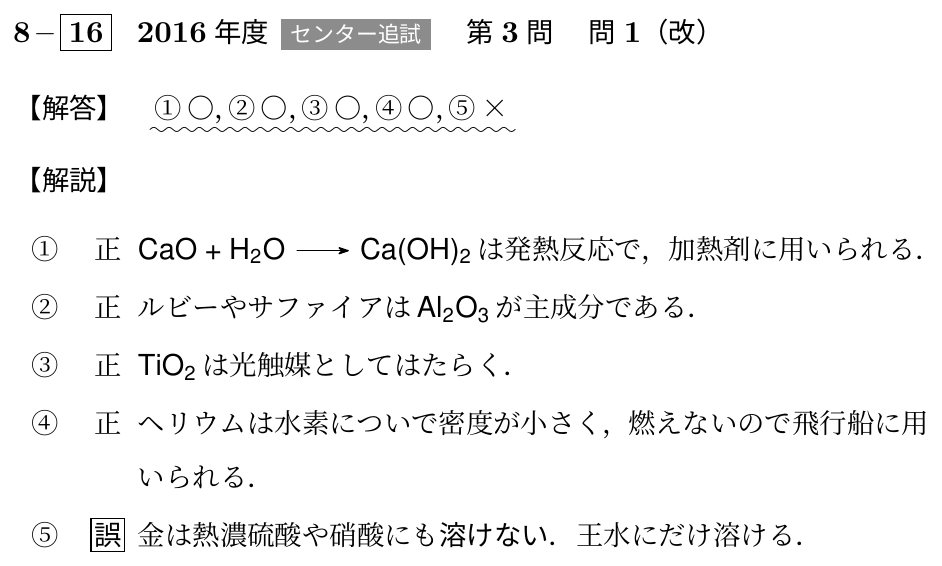 8－16 2016 年度 センター追試 第 3 問 問 1（改）
【解答】 ①○, ②○, ③○, ④○, ⑤×
【解説】
① 正 CaO + H₂O ⟶ Ca(OH)₂ は発熱反応で，加熱剤に用いられる．
② 正 ルビーやサファイアは Al₂O₃ が主成分である．
③ 正 TiO₂ は光触媒としてはたらく．
④ 正 ヘリウムは水素についで密度が小さく，燃えないので飛行船に用
いられる．
⑤ 誤 金は熱濃硫酸や硝酸にも溶けない．王水にだけ溶ける．